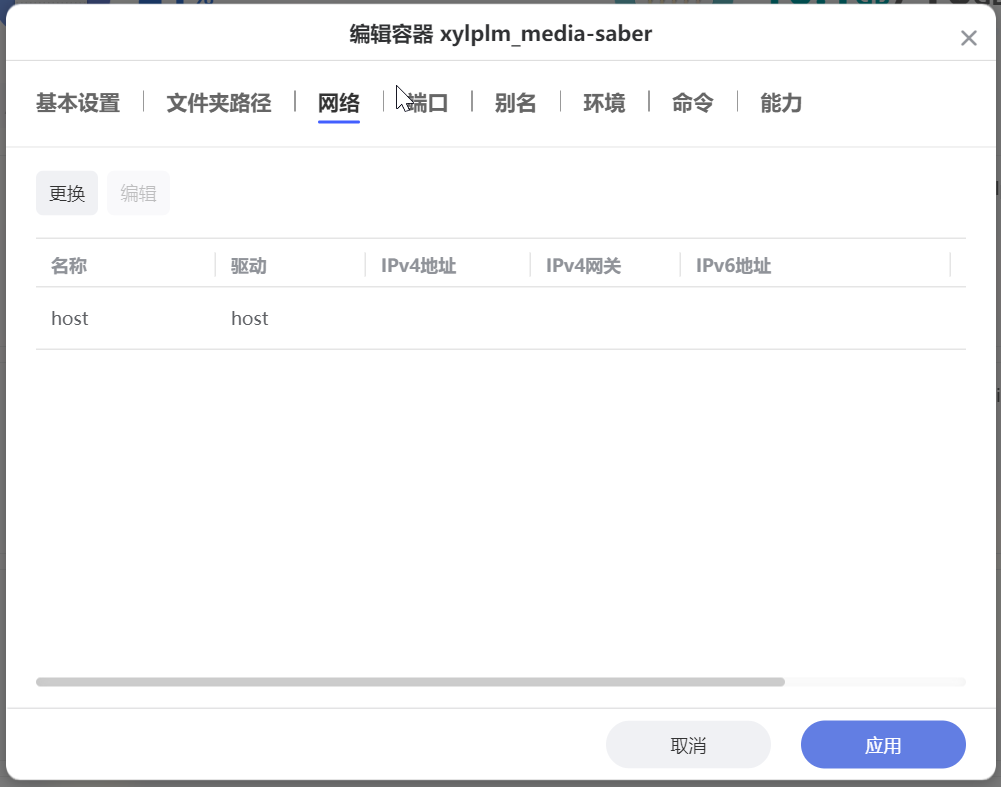 编辑容器 xylplm_media-saber
基本设置 文件夹路径 网络 端口 别名 环境 命令 能力
更换 编辑
名称 驱动 IPv4地址 IPv4网关 IPv6地址
host host
取消 应用